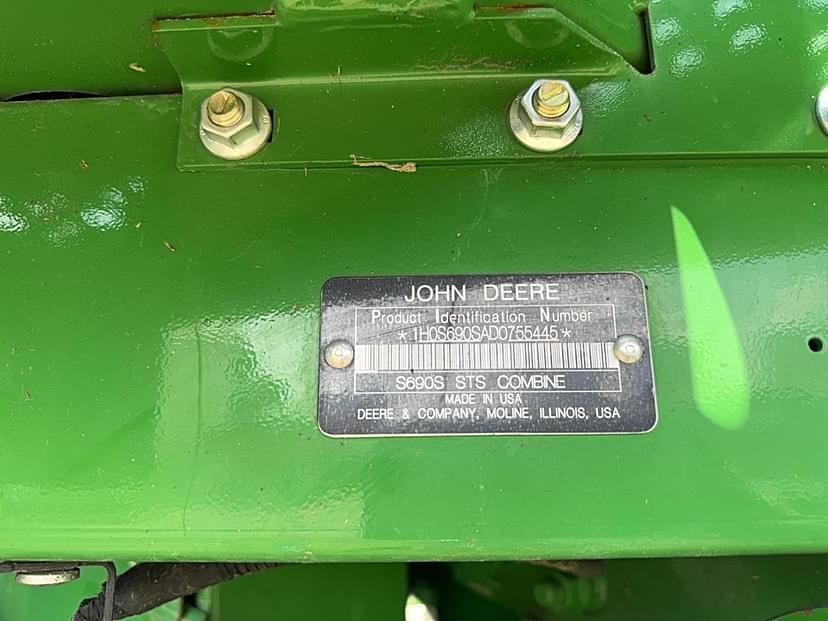 JOHN DEERE
Product Identification Number
*1H0S690SAD0755445*
S690S STS COMBINE
MADE IN USA
DEERE & COMPANY, MOLINE, ILLINOIS, USA